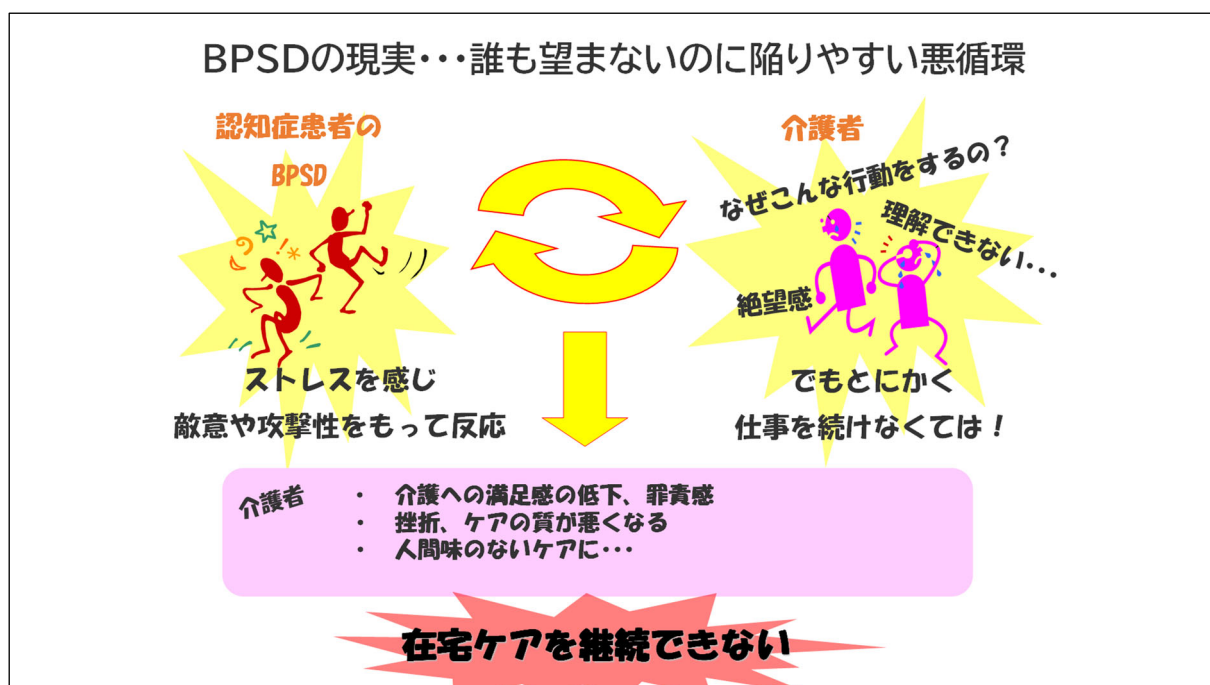 BPSDの現実･･･誰も望まないのに陥りやすい悪循環
認知症患者の
BPSD
ストレスを感じ
敵意や攻撃性をもって反応
介護者
なぜこんな行動をするの？
理解できない･･･
絶望感
でもとにかく
仕事を続けなくては！
介護者
・ 介護への満足感の低下、罪責感
・ 挫折、ケアの質が悪くなる
・ 人間味のないケアに･･･
在宅ケアを継続できない